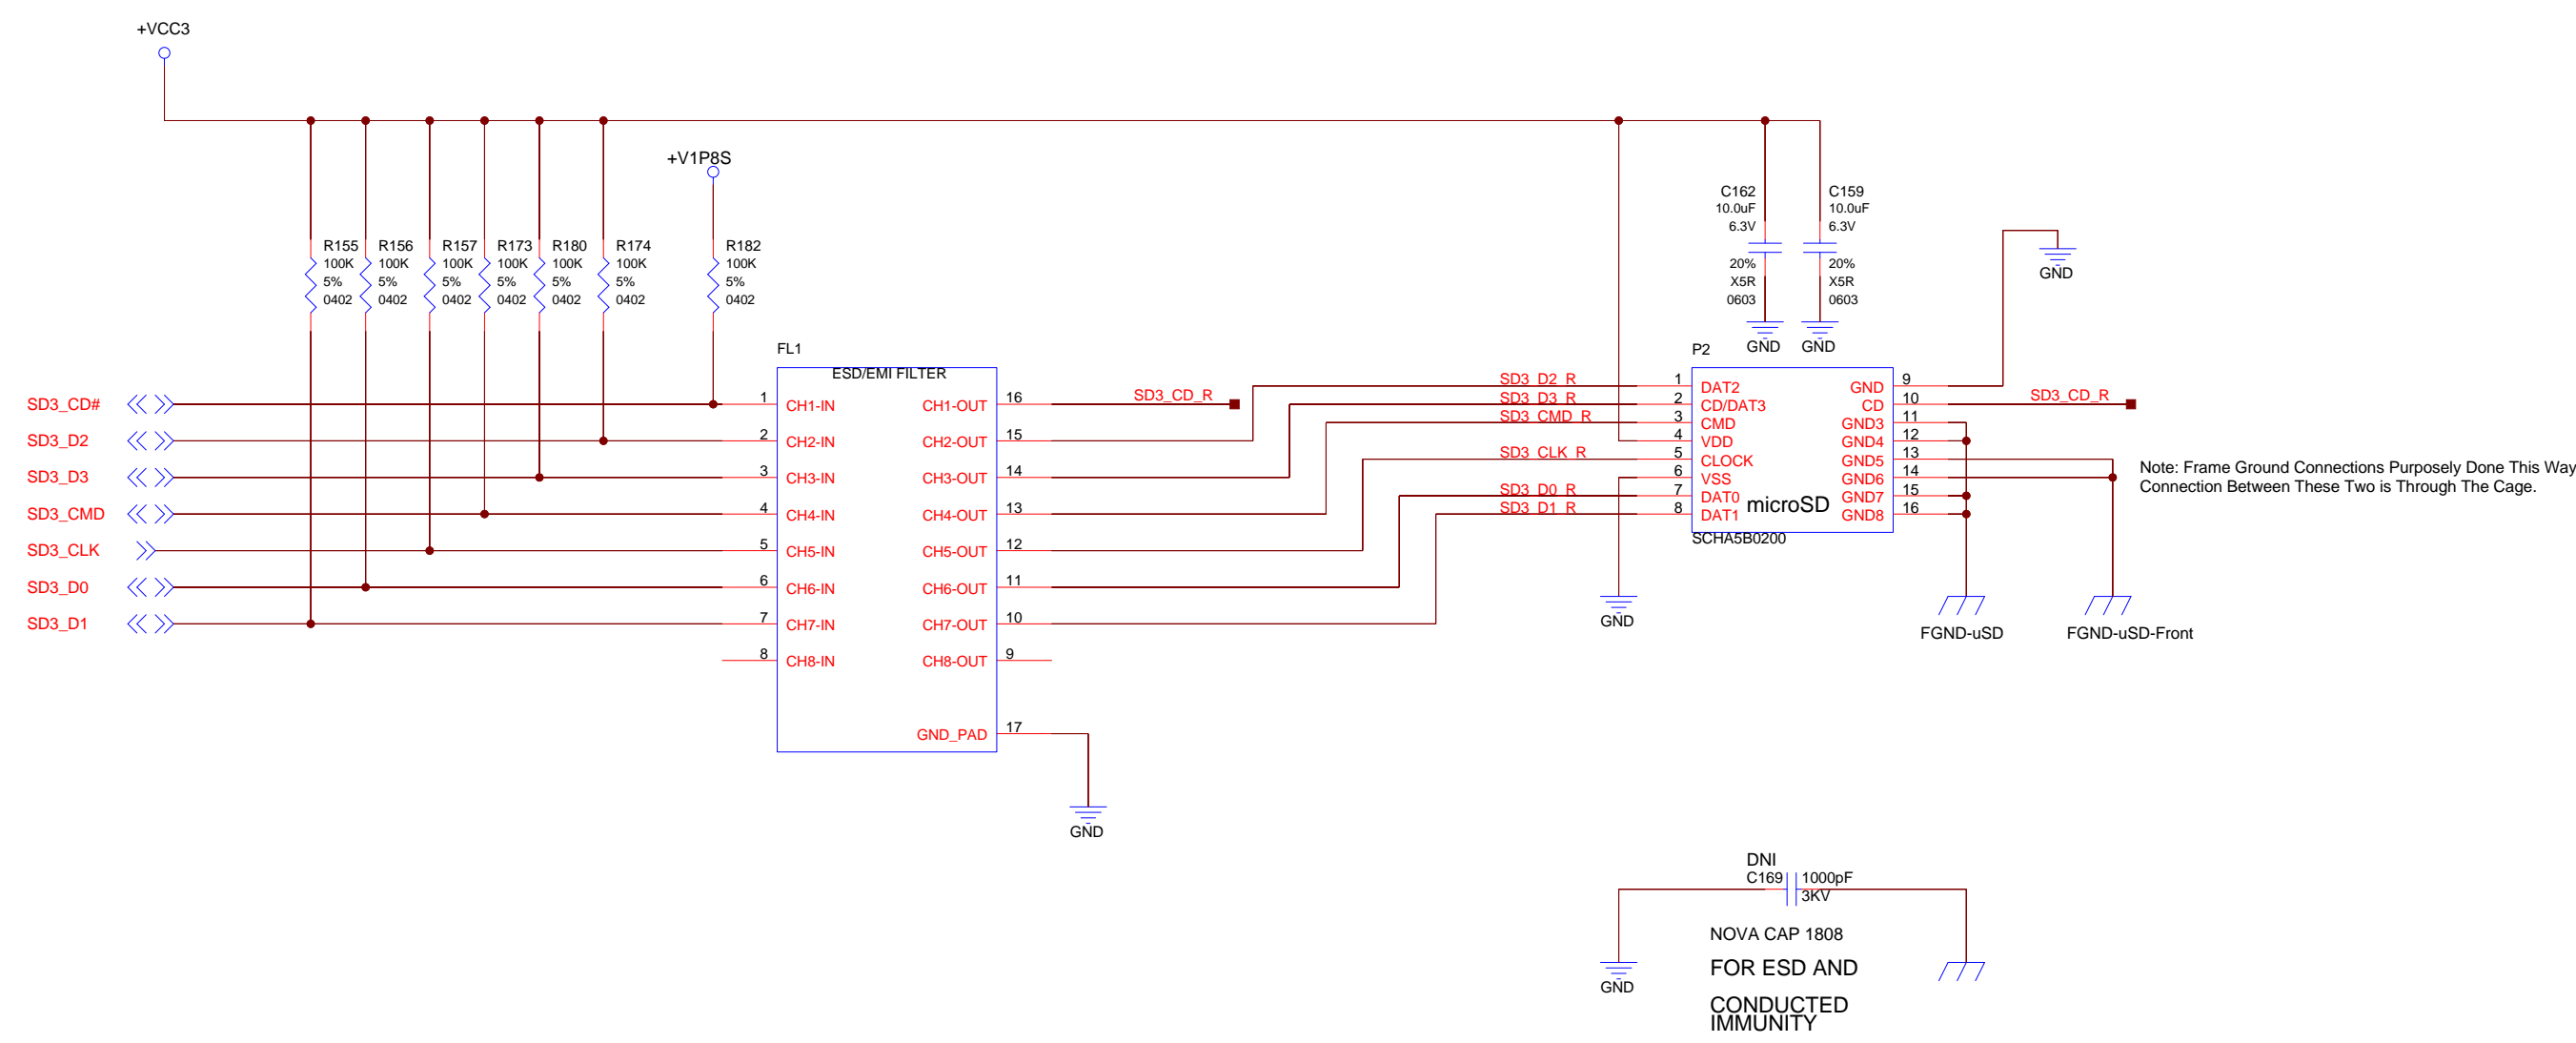 +VCC3
+V1P8S
R155
100K
5%
0402
R156
100K
5%
0402
R157
100K
5%
0402
R173
100K
5%
0402
R180
100K
5%
0402
R174
100K
5%
0402
R182
100K
5%
0402
C162
10.0uF
6.3V
20%
X5R
0603
GND
C159
10.0uF
6.3V
20%
X5R
0603
GND
GND
SD3_CD#
SD3_D2
SD3_D3
SD3_CMD
SD3_CLK
SD3_D0
SD3_D1
FL1
ESD/EMI FILTER
1 CH1-IN
2 CH2-IN
3 CH3-IN
4 CH4-IN
5 CH5-IN
6 CH6-IN
7 CH7-IN
8 CH8-IN
CH1-OUT 16
CH2-OUT 15
CH3-OUT 14
CH4-OUT 13
CH5-OUT 12
CH6-OUT 11
CH7-OUT 10
CH8-OUT 9
GND_PAD 17
GND
SD3_CD_R
SD3_D2_R
SD3_D3_R
SD3_CMD_R
SD3_CLK_R
SD3_D0_R
SD3_D1_R
P2
1 DAT2
2 CD/DAT3
3 CMD
4 VDD
5 CLOCK
6 VSS
7 DAT0
8 DAT1
microSD
GND 9
CD 10
GND3 11
GND4 12
GND5 13
GND6 14
GND7 15
GND8 16
SCHA5B0200
SD3_CD_R
Note: Frame Ground Connections Purposely Done This Way
Connection Between These Two is Through The Cage.
GND
FGND-uSD
FGND-uSD-Front
DNI
C169
1000pF
3KV
NOVA CAP 1808
FOR ESD AND
CONDUCTED
IMMUNITY
GND